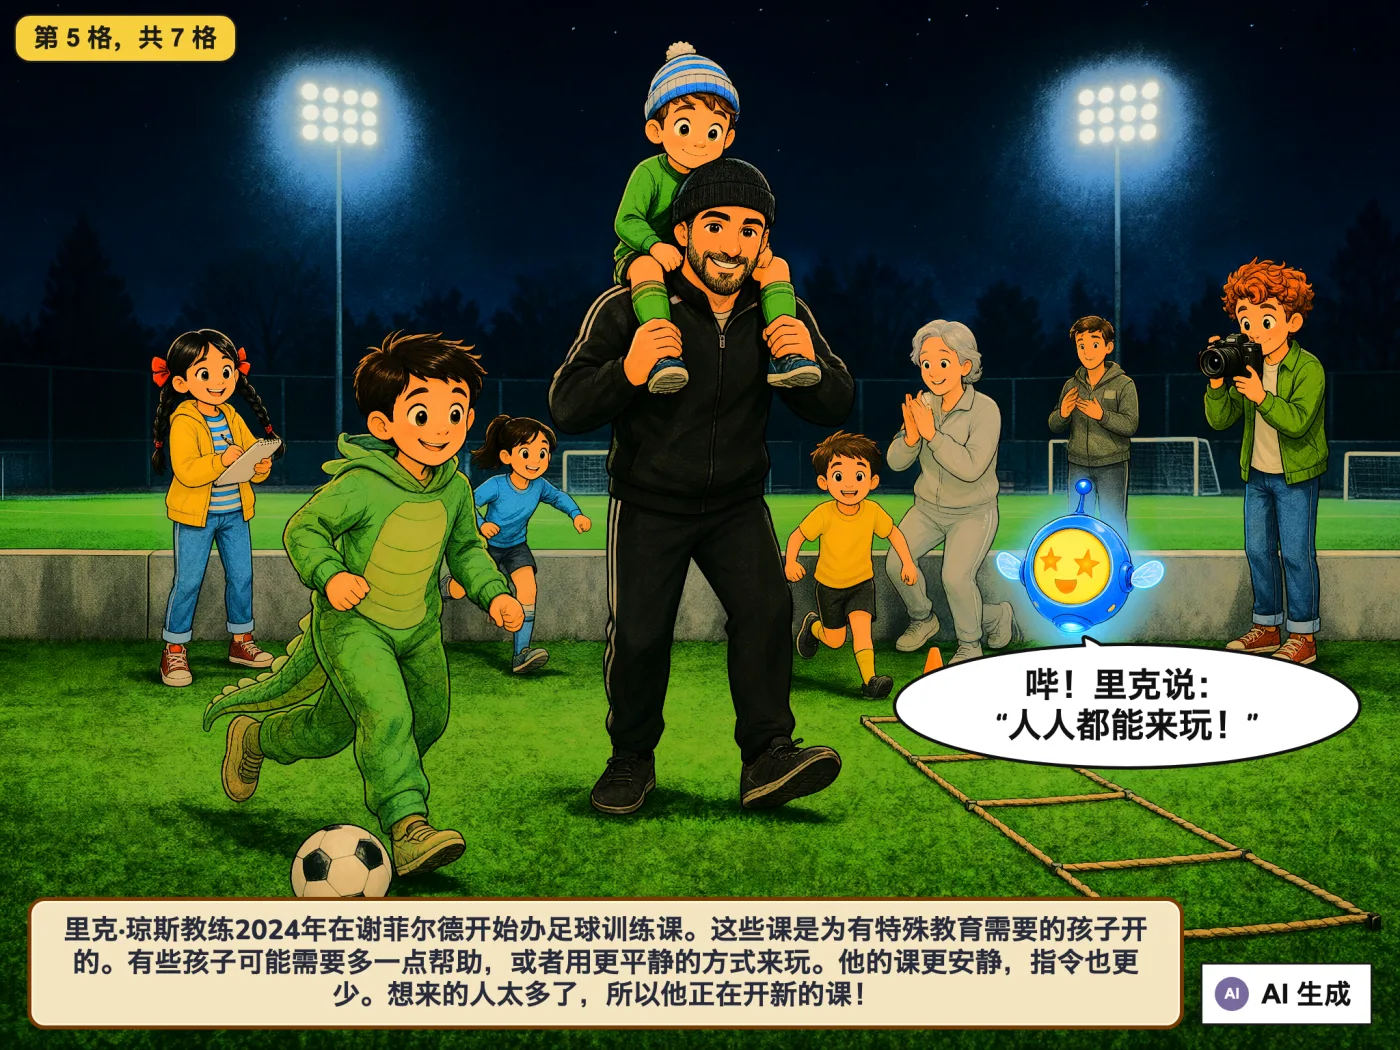 第 5 格，共 7 格
哔！里克说：
“人人都能来玩！”
里克·琼斯教练2024年在谢菲尔德开始办足球训练课。这些课是为有特殊教育需要的孩子开
的。有些孩子可能需要多一点帮助，或者用更平静的方式来玩。他的课更安静，指令也更
少。想来的人太多了，所以他正在开新的课！
AI AI 生成